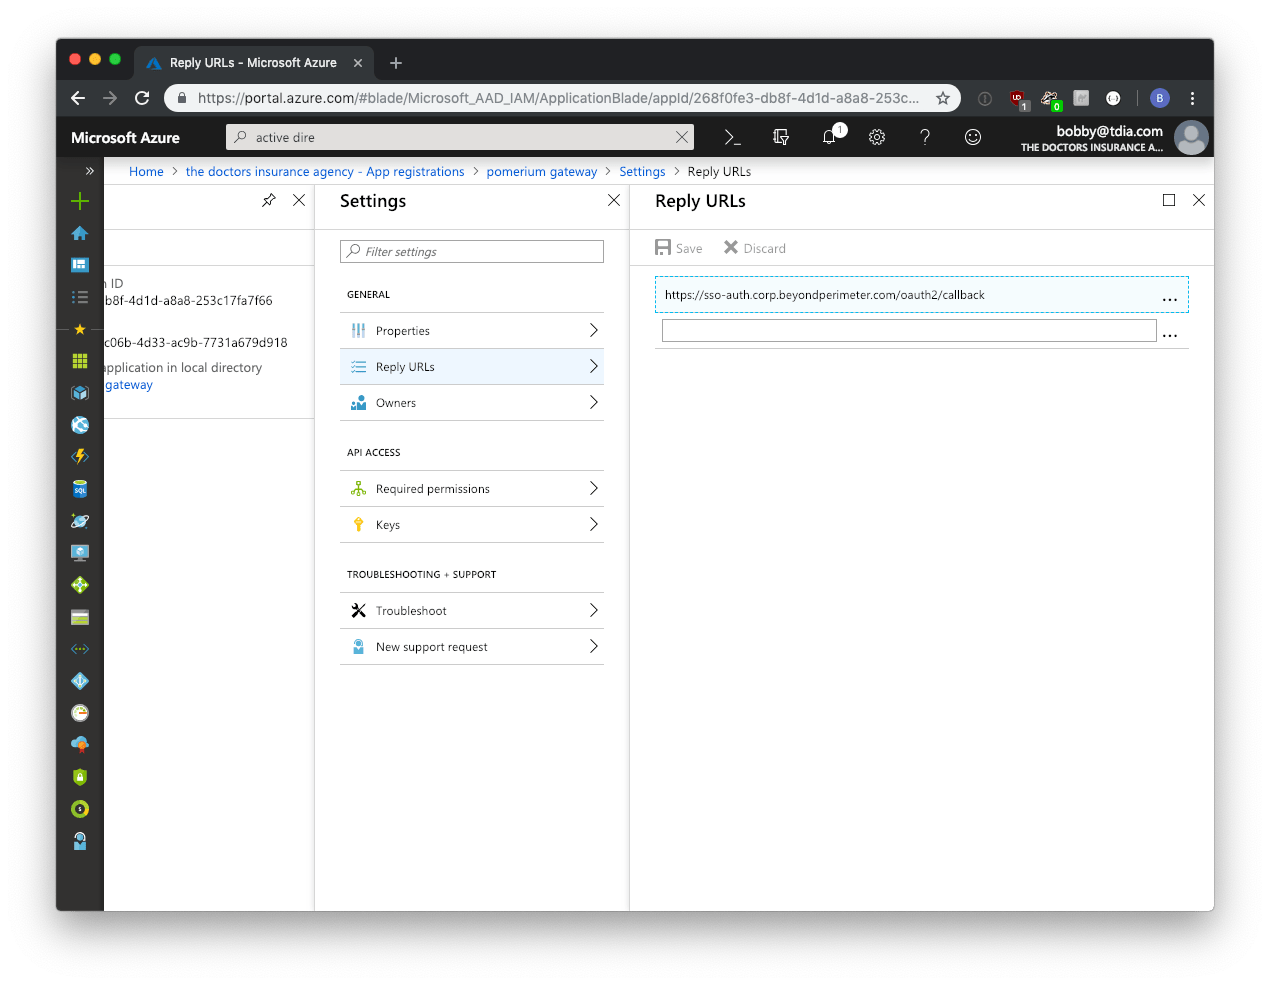 Reply URLs - Microsoft Azure
https://portal.azure.com/#blade/Microsoft_AAD_IAM/ApplicationBlade/appId/268f0fe3-db8f-4d1d-a8a8-253c...
1
0
B
Microsoft Azure
active dire
1
bobby@tdia.com
THE DOCTORS INSURANCE A...
Home > the doctors insurance agency - App registrations > pomerium gateway > Settings > Reply URLs
ID
b8f-4d1d-a8a8-253c17fa7f66
c06b-4d33-ac9b-7731a679d918
application in local directory
gateway
Settings
Filter settings
GENERAL
Properties
Reply URLs
Owners
API ACCESS
Required permissions
Keys
TROUBLESHOOTING + SUPPORT
Troubleshoot
New support request
Reply URLs
Save Discard
https://sso-auth.corp.beyondperimeter.com/oauth2/callback ...
...
SQL